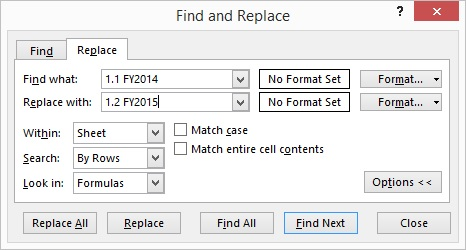 Find and Replace ? ×
Find Replace
Find what: 1.1 FY2014 No Format Set Format...
Replace with: 1.2 FY2015 No Format Set Format...
Within: Sheet Match case
Match entire cell contents
Search: By Rows
Look in: Formulas
Options <<
Replace All Replace Find All Find Next Close